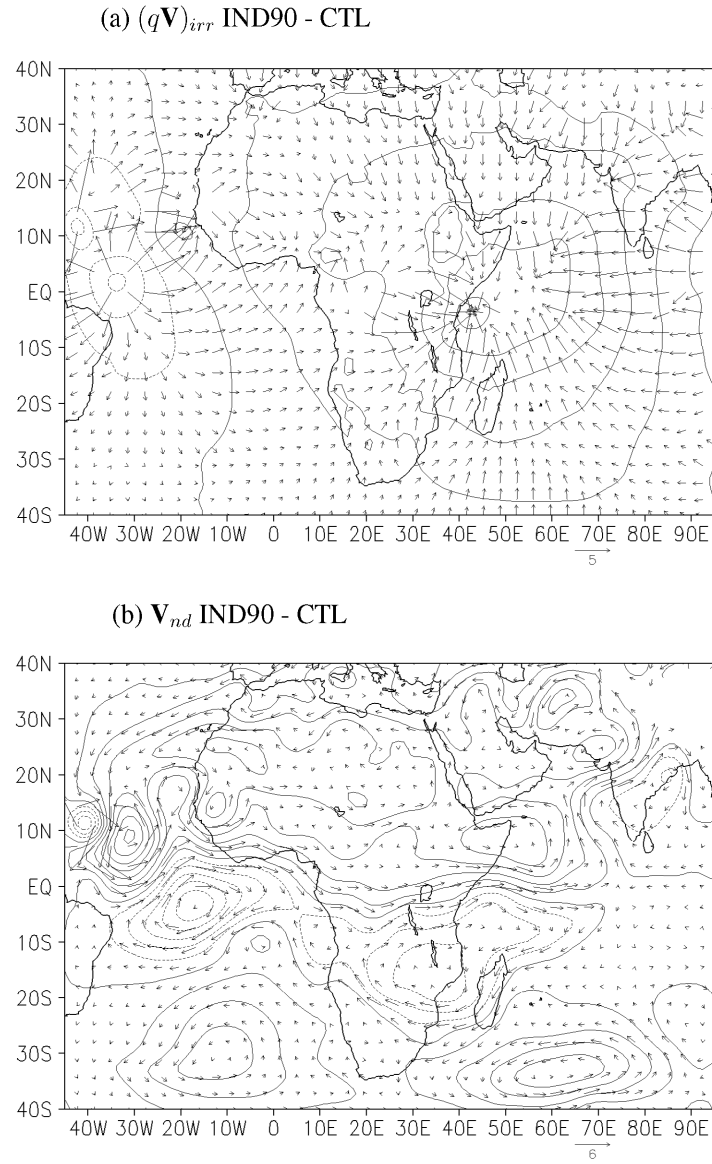 (a) (qV)irr IND90 - CTL
40N
30N
20N
10N
EQ
10S
20S
30S
40S
40W 30W 20W 10W 0 10E 20E 30E 40E 50E 60E 70E 80E 90E
5
(b) Vnd IND90 - CTL
40N
30N
20N
10N
EQ
10S
20S
30S
40S
40W 30W 20W 10W 0 10E 20E 30E 40E 50E 60E 70E 80E 90E
6